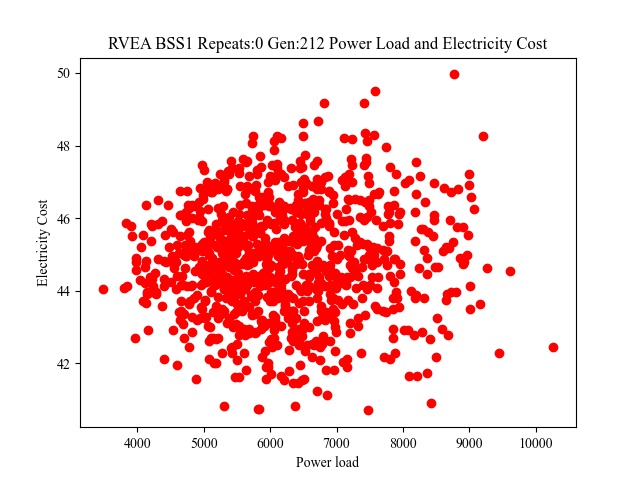 RVEA BSS1 Repeats:0 Gen:212 Power Load and Electricity Cost
50
48
46
44
42
Electricity Cost
4000 5000 6000 7000 8000 9000 10000
Power load